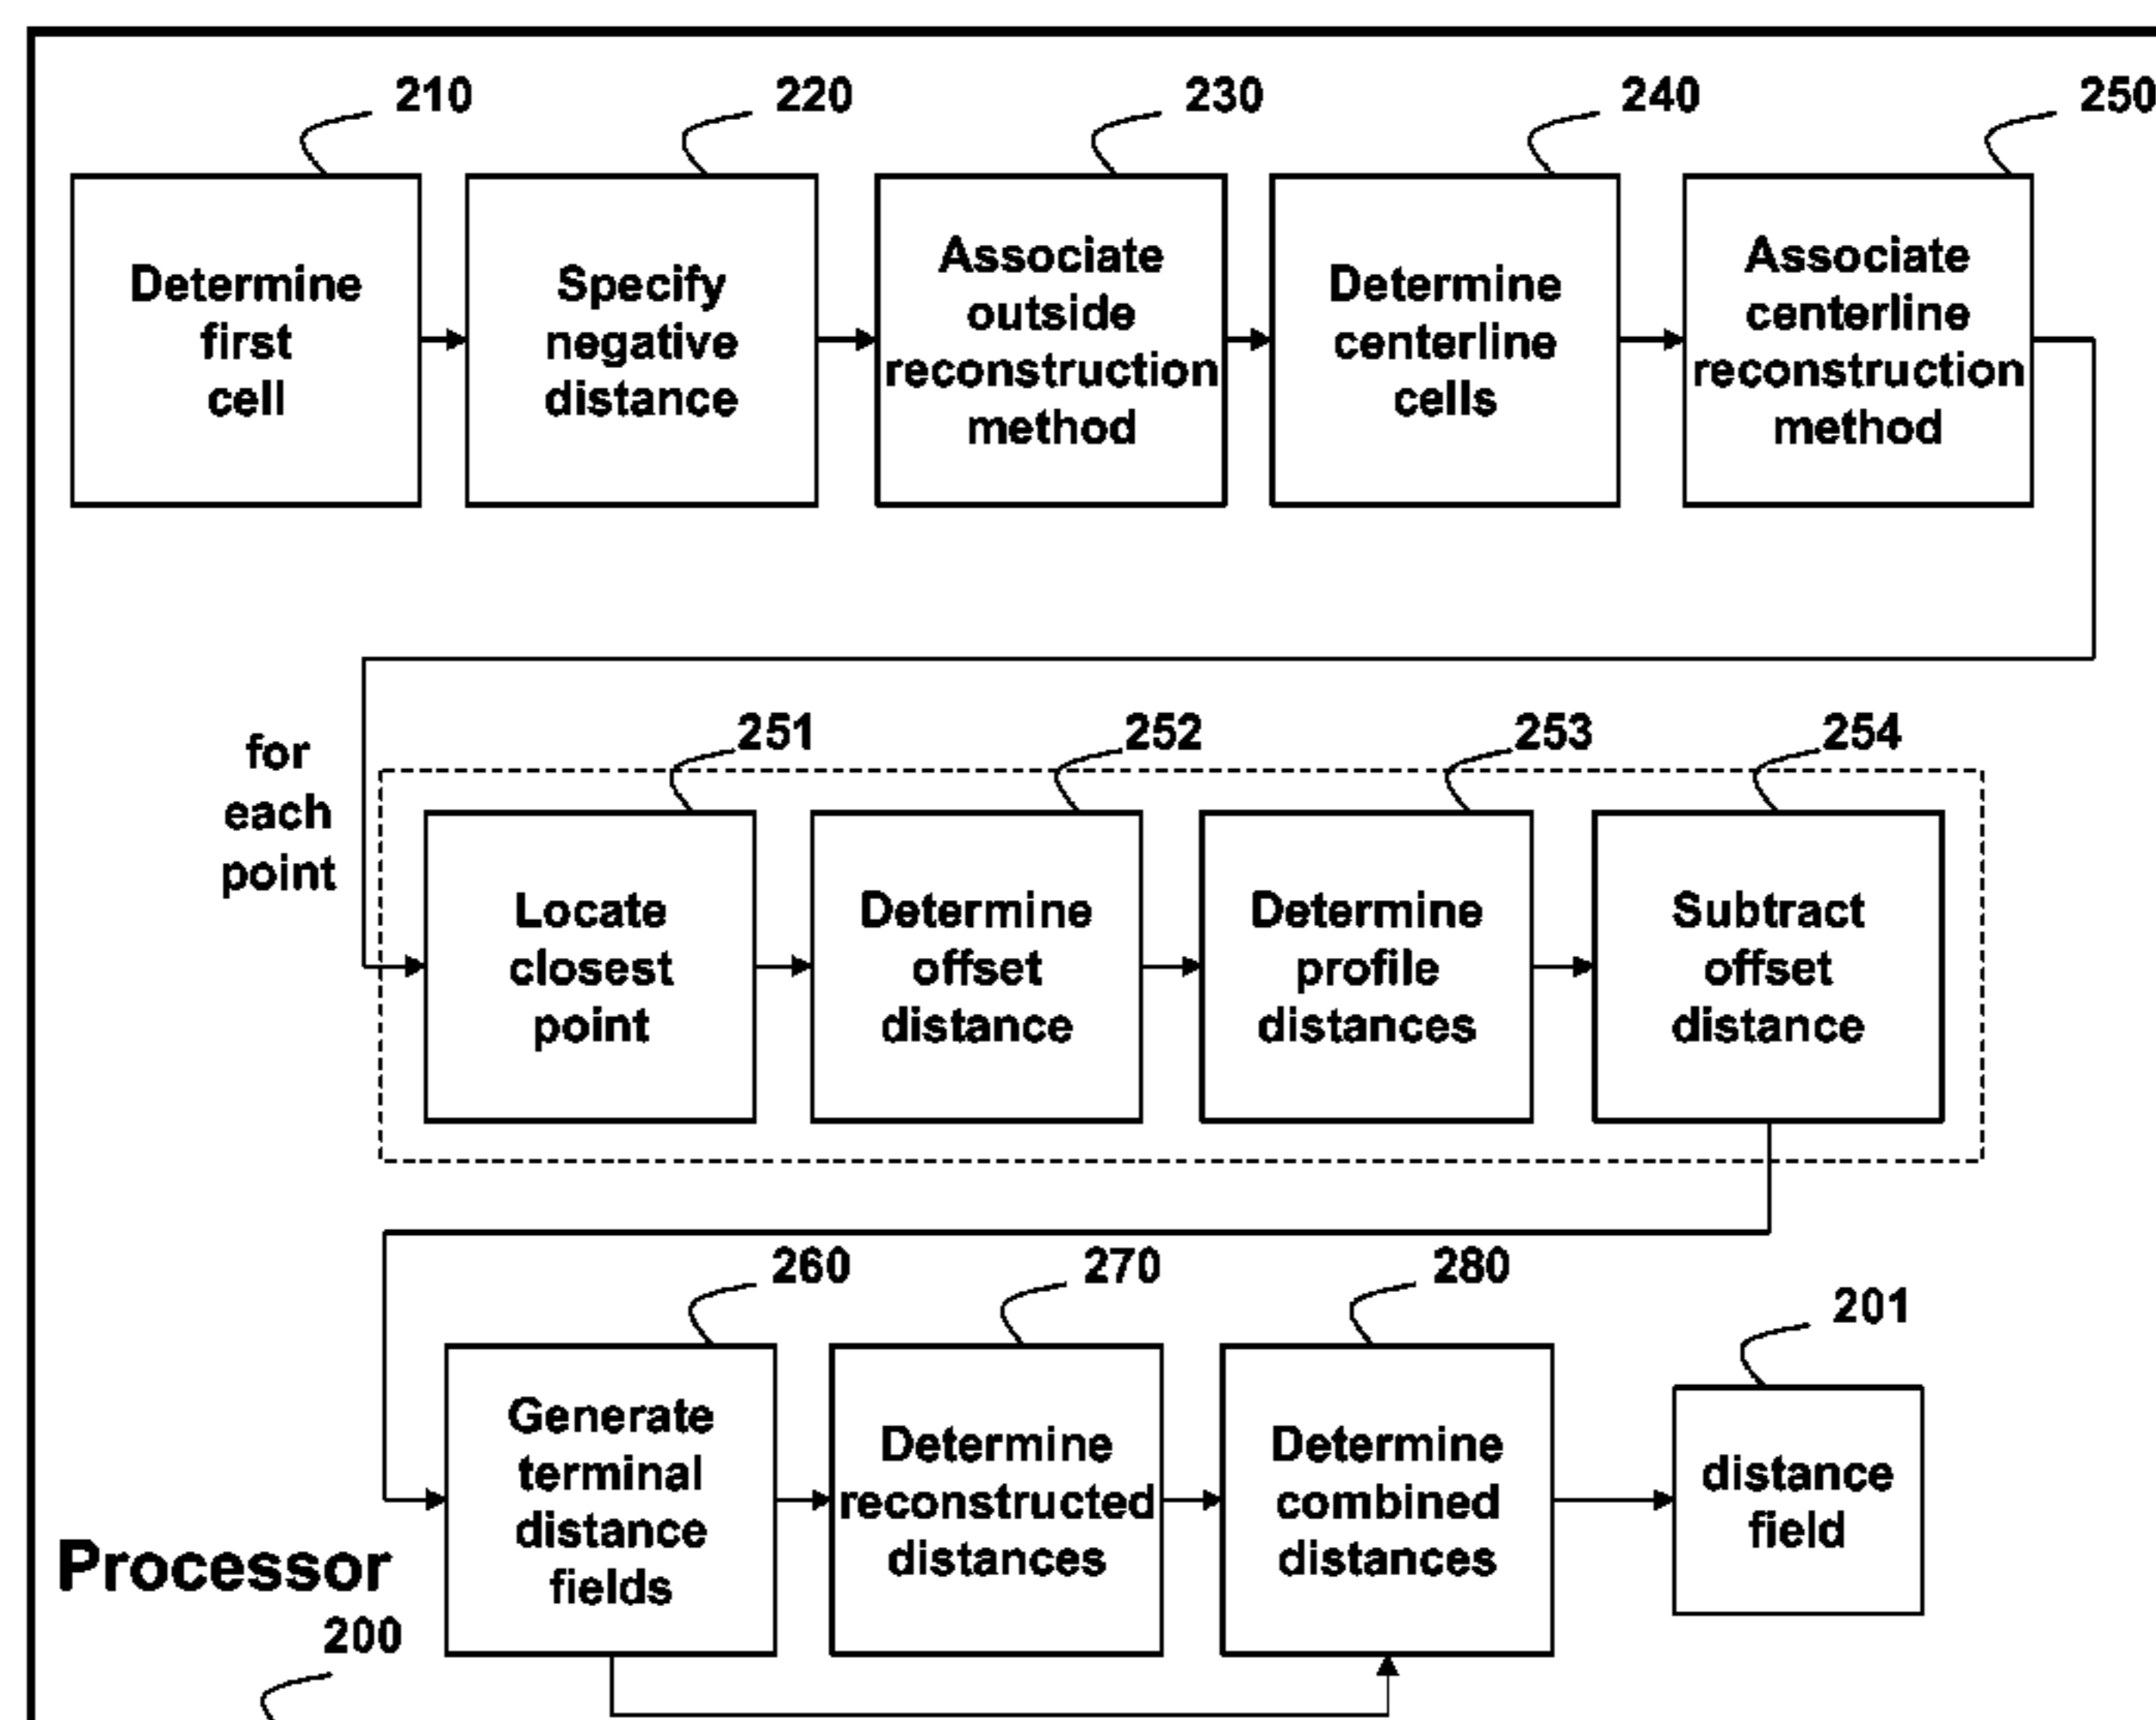 210
220
230
240
250
Determine
first
cell
Specify
negative
distance
Associate
outside
reconstruction
method
Determine
centerline
cells
Associate
centerline
reconstruction
method
for
each
point
251
252
253
254
Locate
closest
point
Determine
offset
distance
Determine
profile
distances
Subtract
offset
distance
260
270
280
201
Generate
terminal
distance
fields
Determine
reconstructed
distances
Determine
combined
distances
distance
field
Processor
200